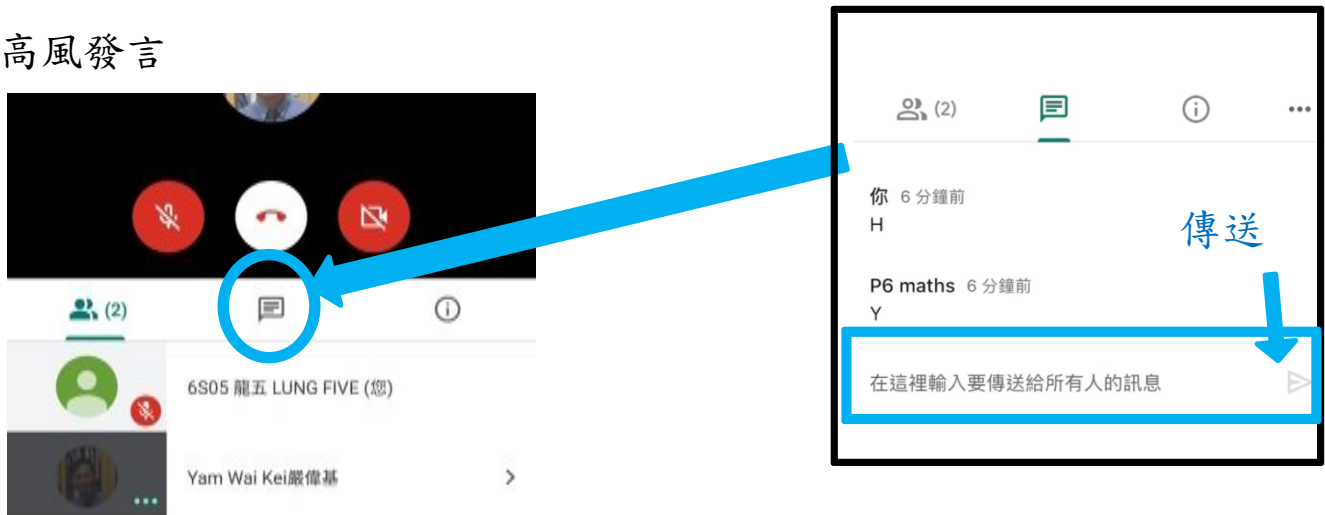 高風發言
(2)
6S05 龍五 LUNG FIVE (您)
Yam Wai Kei嚴偉基
(2)
你 6 分鐘前
H
傳送
P6 maths 6 分鐘前
Y
在這裡輸入要傳送給所有人的訊息